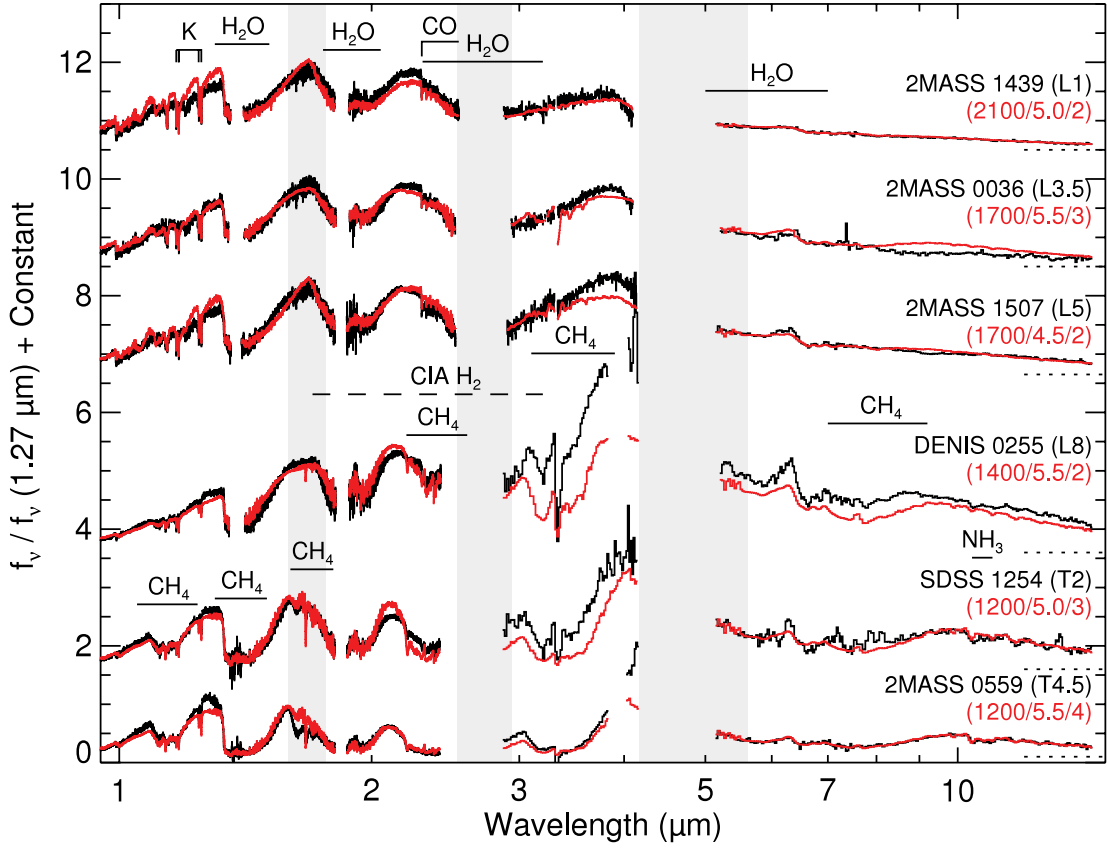 K H₂O H₂O CO H₂O H₂O
12
2MASS 1439 (L1)
(2100/5.0/2)
10
2MASS 0036 (L3.5)
(1700/5.5/3)
8
2MASS 1507 (L5)
(1700/4.5/2)
CH₄
CIA H₂
6
CH₄
CH₄
DENIS 0255 (L8)
(1400/5.5/2)
4
NH₃
CH₄
CH₄
CH₄
SDSS 1254 (T2)
(1200/5.0/3)
2
2MASS 0559 (T4.5)
(1200/5.5/4)
0
1 2 3 5 7 10
Wavelength (μm)
fᵥ / fᵥ (1.27 μm) + Constant